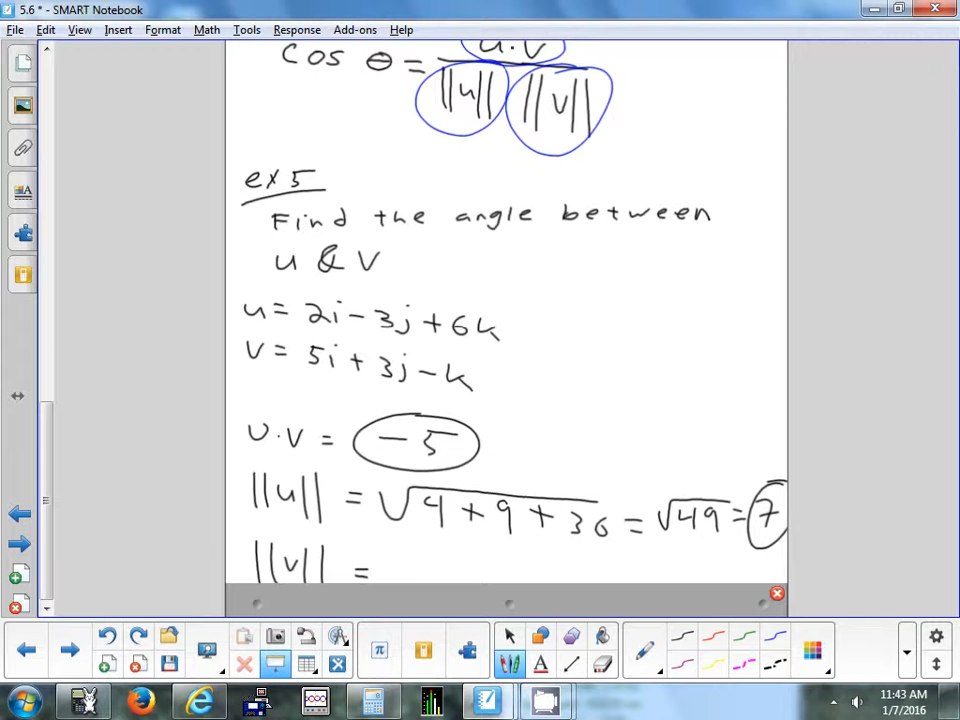 5.6 * - SMART Notebook
File Edit View Insert Format Math Tools Response Add-ons Help
cos θ = u·v
||u|| ||v||
ex 5
Find the angle between
u & v
u = 2i - 3j + 6k
v = 5i + 3j - k
u·v = -5
||u|| = √4 + 9 + 36 = √49 = 7
||v|| =
11:43 AM
1/7/2016